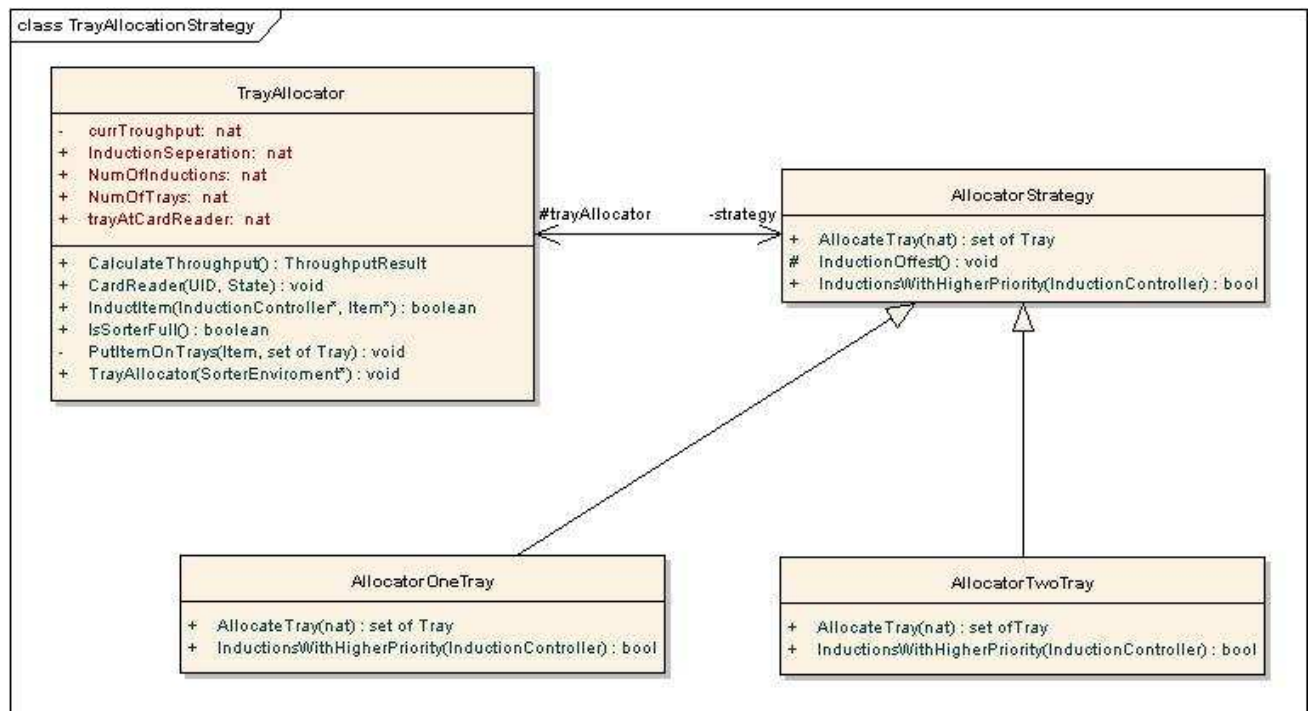 class TrayAllocationStrategy
TrayAllocator
- currTroughput: nat
+ InductionSeperation: nat
+ NumOfInductions: nat
+ NumOfTrays: nat
+ trayAtCardReader: nat
+ CalculateThroughput() : ThroughputResult
+ CardReader(UID, State) : void
+ InductItem(InductionController*, Item*) : boolean
+ IsSorterFull() : boolean
- PutItemOnTrays(Item, set of Tray) : void
+ TrayAllocator(SorterEnviroment*) : void
#trayAllocator
-strategy
AllocatorStrategy
+ AllocateTray(nat) : set of Tray
# InductionOffest() : void
+ InductionsWithHigherPriority(InductionController) : bool
AllocatorOneTray
+ AllocateTray(nat) : set of Tray
+ InductionsWithHigherPriority(InductionController) : bool
AllocatorTwoTray
+ AllocateTray(nat) : set ofTray
+ InductionsWithHigherPriority(InductionController) : bool